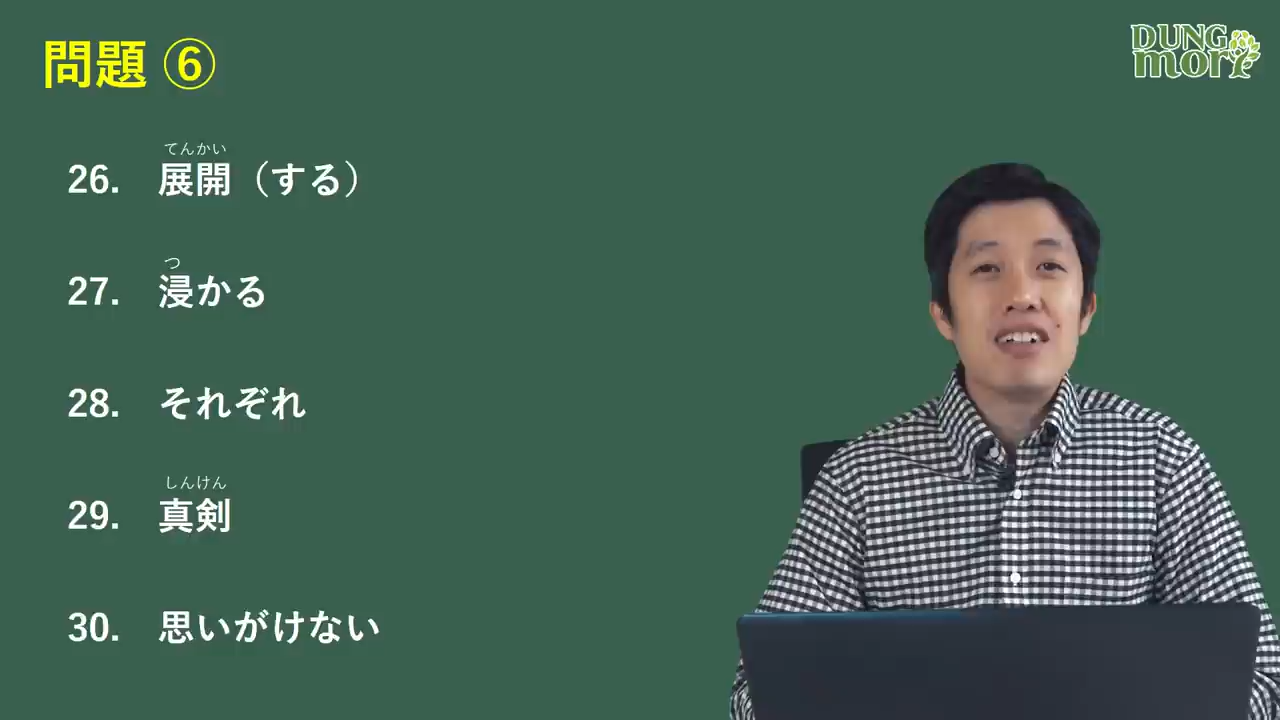 問題 ⑥
DUNG
mori
てんかい
26. 展開（する）
つ
27. 浸かる
28. それぞれ
しんけん
29. 真剣
30. 思いがけない